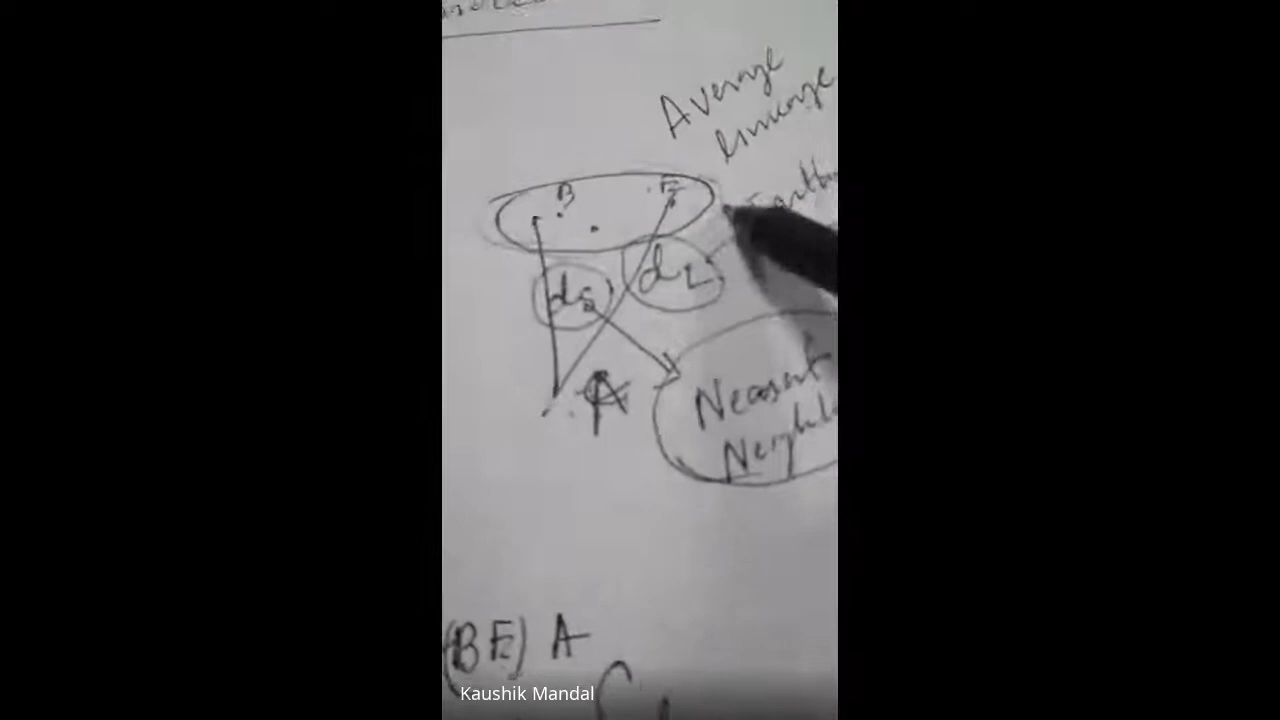 Average
linkage
B E
ds dL
A
Nearest
Neighb
(BE) A
Kaushik Mandal